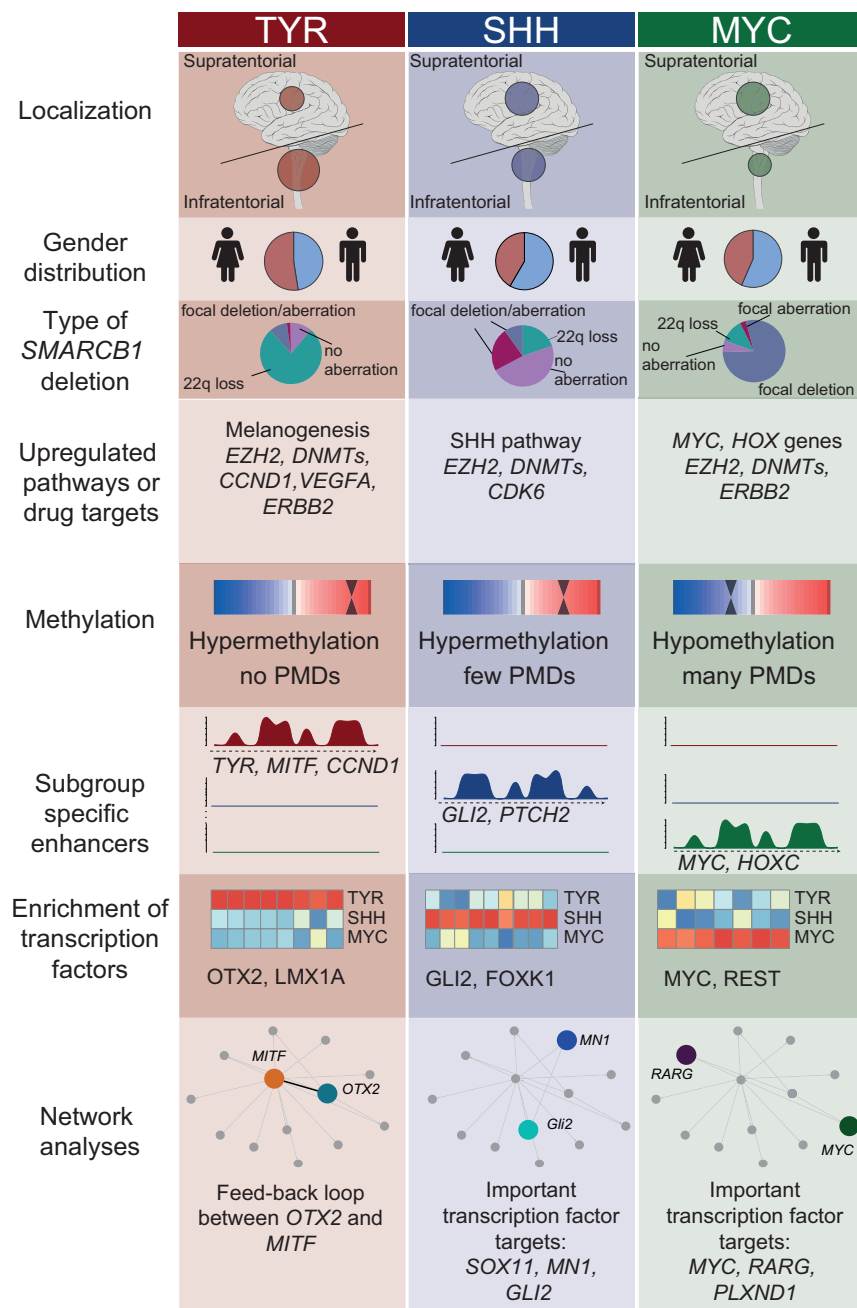 TYR SHH MYC
Localization
Supratentorial
Infratentorial
Supratentorial
Infratentorial
Supratentorial
Infratentorial
Gender
distribution
Type of
SMARCB1
deletion
focal deletion/aberration
no
aberration
22q loss
focal deletion/aberration
22q loss
no
aberration
focal aberration
22q loss
no
aberration
focal deletion
Upregulated
pathways or
drug targets
Melanogenesis
EZH2, DNMTs,
CCND1,VEGFA,
ERBB2
SHH pathway
EZH2, DNMTs,
CDK6
MYC, HOX genes
EZH2, DNMTs,
ERBB2
Methylation
Hypermethylation
no PMDs
Hypermethylation
few PMDs
Hypomethylation
many PMDs
Subgroup
specific
enhancers
TYR, MITF, CCND1
GLI2, PTCH2
MYC, HOXC
Enrichment of
transcription
factors
TYR
SHH
MYC
OTX2, LMX1A
TYR
SHH
MYC
GLI2, FOXK1
TYR
SHH
MYC
MYC, REST
Network
analyses
MITF
OTX2
Feed-back loop
between OTX2 and
MITF
MN1
Gli2
Important
transcription factor
targets:
SOX11, MN1,
GLI2
RARG
MYC
Important
transcription factor
targets:
MYC, RARG,
PLXND1